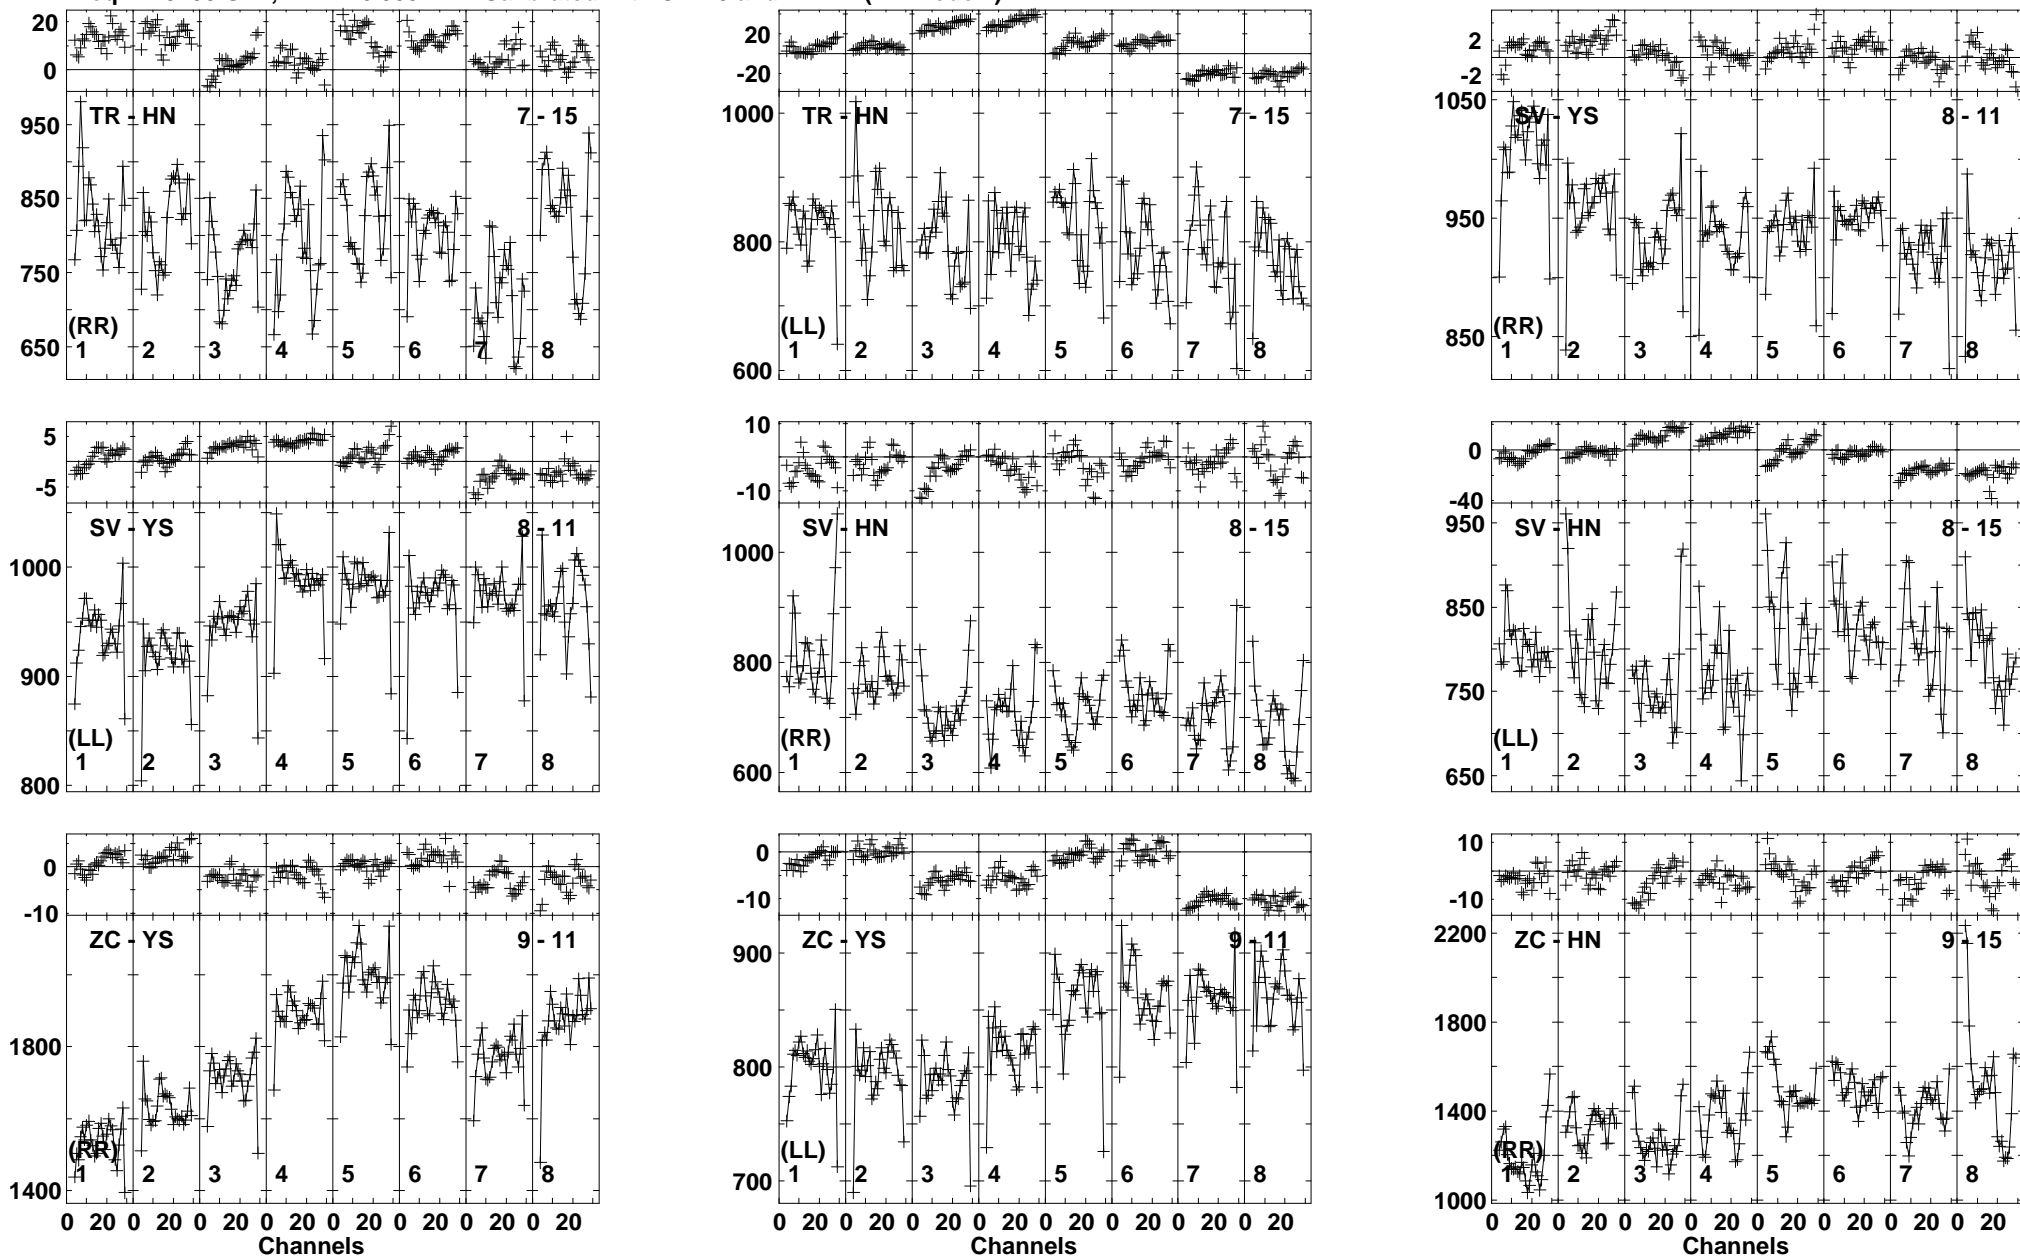 20 0
TR - HN 7 - 15
950 850 750 650
(RR)
1 2 3 4 5 6 7 8
20 -20
TR - HN 7 - 15
1000 800 600
(LL)
1 2 3 4 5 6 7 8
2 -2
SV - YS 8 - 11
1050 950 850
(RR)
1 2 3 4 5 6 7 8
5 -5
SV - YS 8 - 11
1000 900 800
(LL)
1 2 3 4 5 6 7 8
10 -10
SV - HN 8 - 15
1000 800 600
(RR)
1 2 3 4 5 6 7 8
0 -40
SV - HN 8 - 15
950 850 750 650
(LL)
1 2 3 4 5 6 7 8
0 -10
ZC - YS 9 - 11
1800 1400
(RR)
1 2 3 4 5 6 7 8
0 20 0 20 0 20 0 20 0 20 0 20 0 20 0 20
Channels
0 -10
ZC - YS 9 - 11
900 800 700
(LL)
1 2 3 4 5 6 7 8
0 20 0 20 0 20 0 20 0 20 0 20 0 20 0 20
Channels
10 -10
ZC - HN 9 - 15
2200 1800 1400 1000
(RR)
1 2 3 4 5 6 7 8
0 20 0 20 0 20 0 20 0 20 0 20 0 20 0 20
Channels